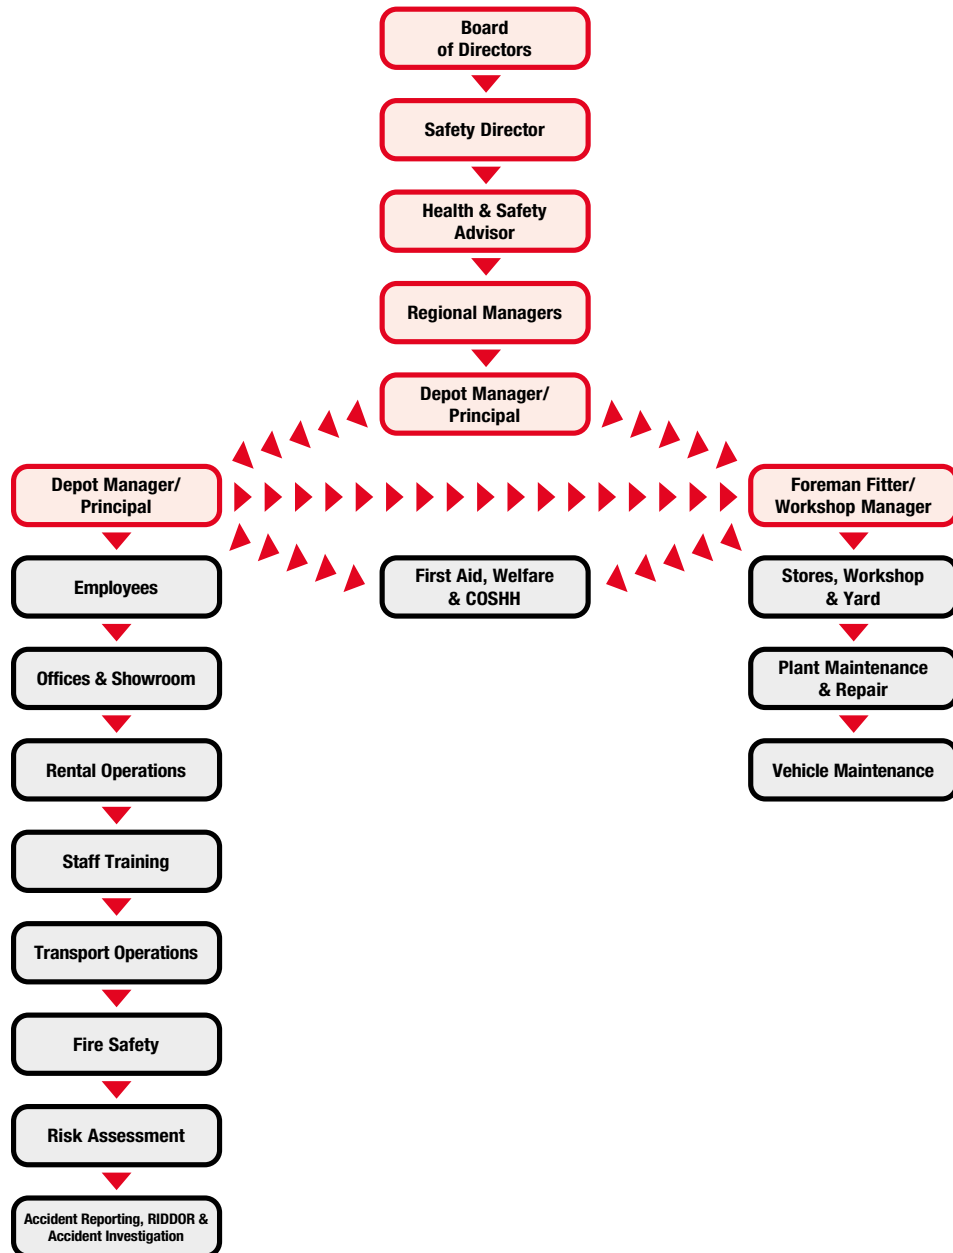 Board
of Directors
Safety Director
Health & Safety
Advisor
Regional Managers
Depot Manager/
Principal
Depot Manager/
Principal
Foreman Fitter/
Workshop Manager
Employees
First Aid, Welfare
& COSHH
Stores, Workshop
& Yard
Offices & Showroom
Plant Maintenance
& Repair
Rental Operations
Vehicle Maintenance
Staff Training
Transport Operations
Fire Safety
Risk Assessment
Accident Reporting, RIDDOR &
Accident Investigation